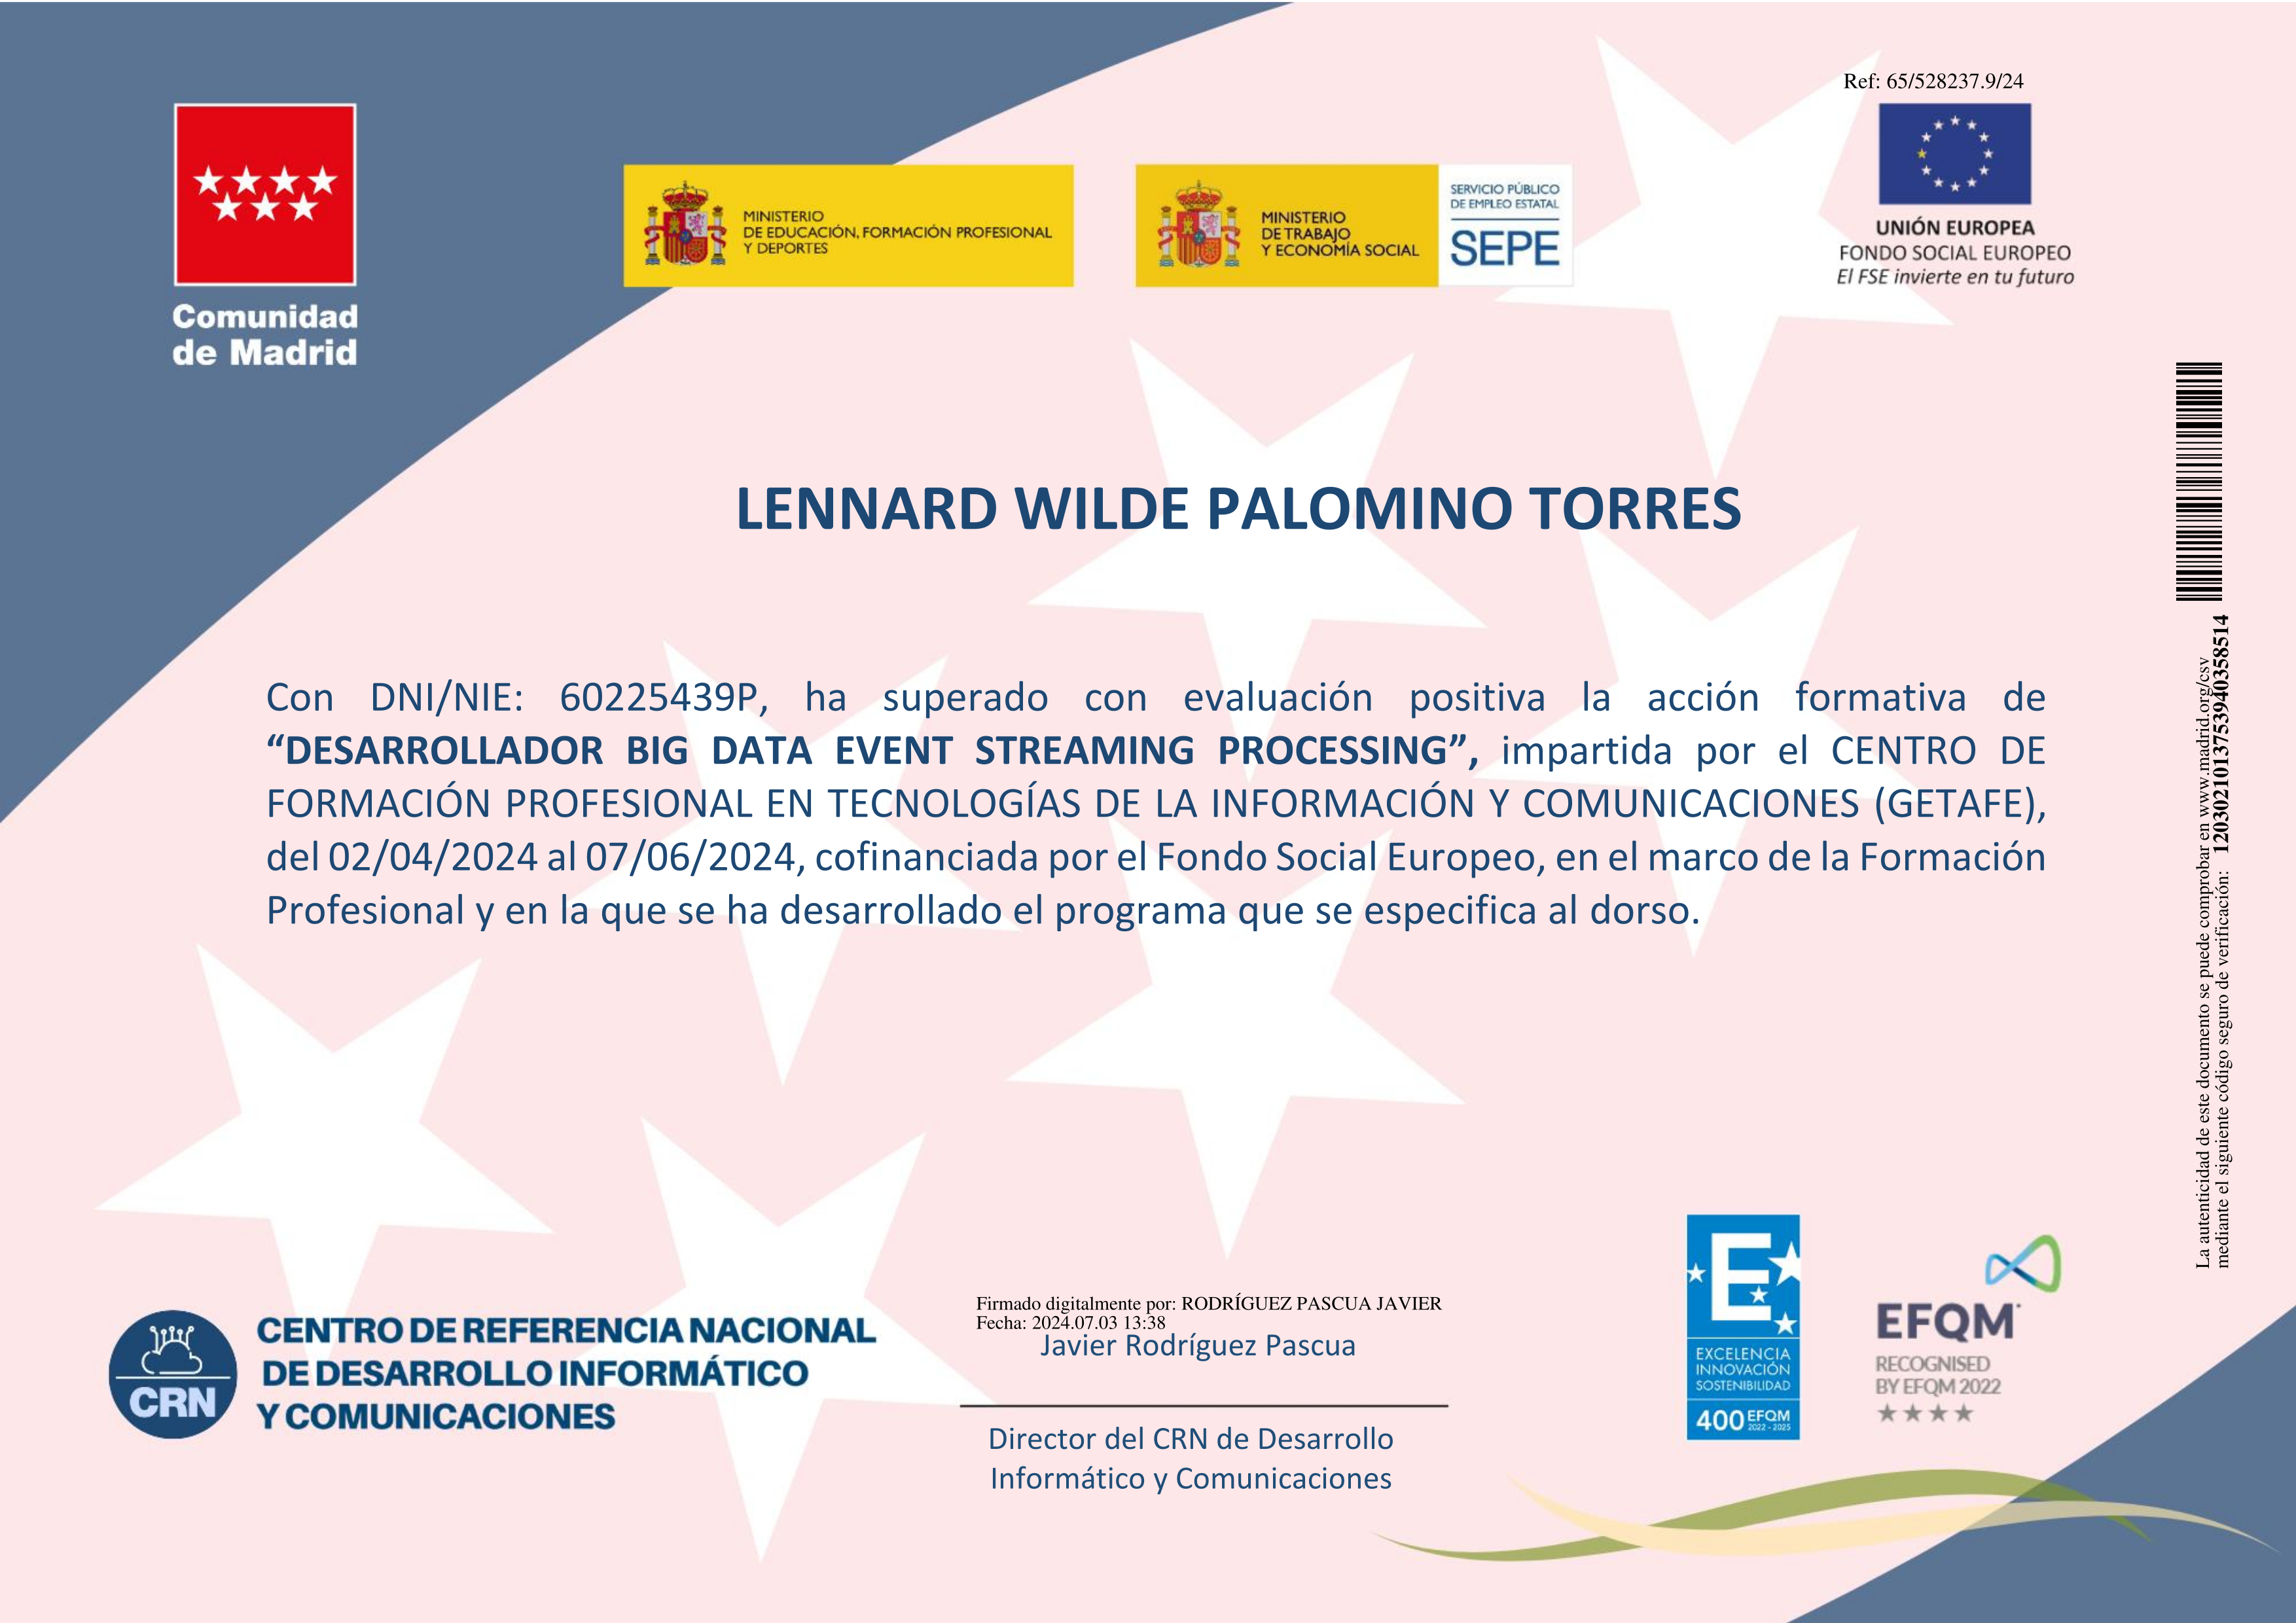 Ref: 65/528237.9/24
Comunidad
de Madrid
MINISTERIO
DE EDUCACIÓN, FORMACIÓN PROFESIONAL
Y DEPORTES
MINISTERIO
DE TRABAJO
Y ECONOMÍA SOCIAL
SERVICIO PÚBLICO
DE EMPLEO ESTATAL
SEPE
UNIÓN EUROPEA
FONDO SOCIAL EUROPEO
El FSE invierte en tu futuro
LENNARD WILDE PALOMINO TORRES
Con DNI/NIE: 60225439P, ha superado con evaluación positiva la acción formativa de
“DESARROLLADOR BIG DATA EVENT STREAMING PROCESSING”, impartida por el CENTRO DE
FORMACIÓN PROFESIONAL EN TECNOLOGÍAS DE LA INFORMACIÓN Y COMUNICACIONES (GETAFE),
del 02/04/2024 al 07/06/2024, cofinanciada por el Fondo Social Europeo, en el marco de la Formación
Profesional y en la que se ha desarrollado el programa que se especifica al dorso.
La autenticidad de este documento se puede comprobar en www.madrid.org/csv
mediante el siguiente código seguro de verificación: 1203021013753940358514
CRN
CENTRO DE REFERENCIA NACIONAL
DE DESARROLLO INFORMÁTICO
Y COMUNICACIONES
Firmado digitalmente por: RODRÍGUEZ PASCUA JAVIER
Fecha: 2024.07.03 13:38
Javier Rodríguez Pascua
Director del CRN de Desarrollo
Informático y Comunicaciones
E
EXCELENCIA
INNOVACIÓN
SOSTENIBILIDAD
400 EFQM
2022 - 2025
EFQM
RECOGNISED
BY EFQM 2022